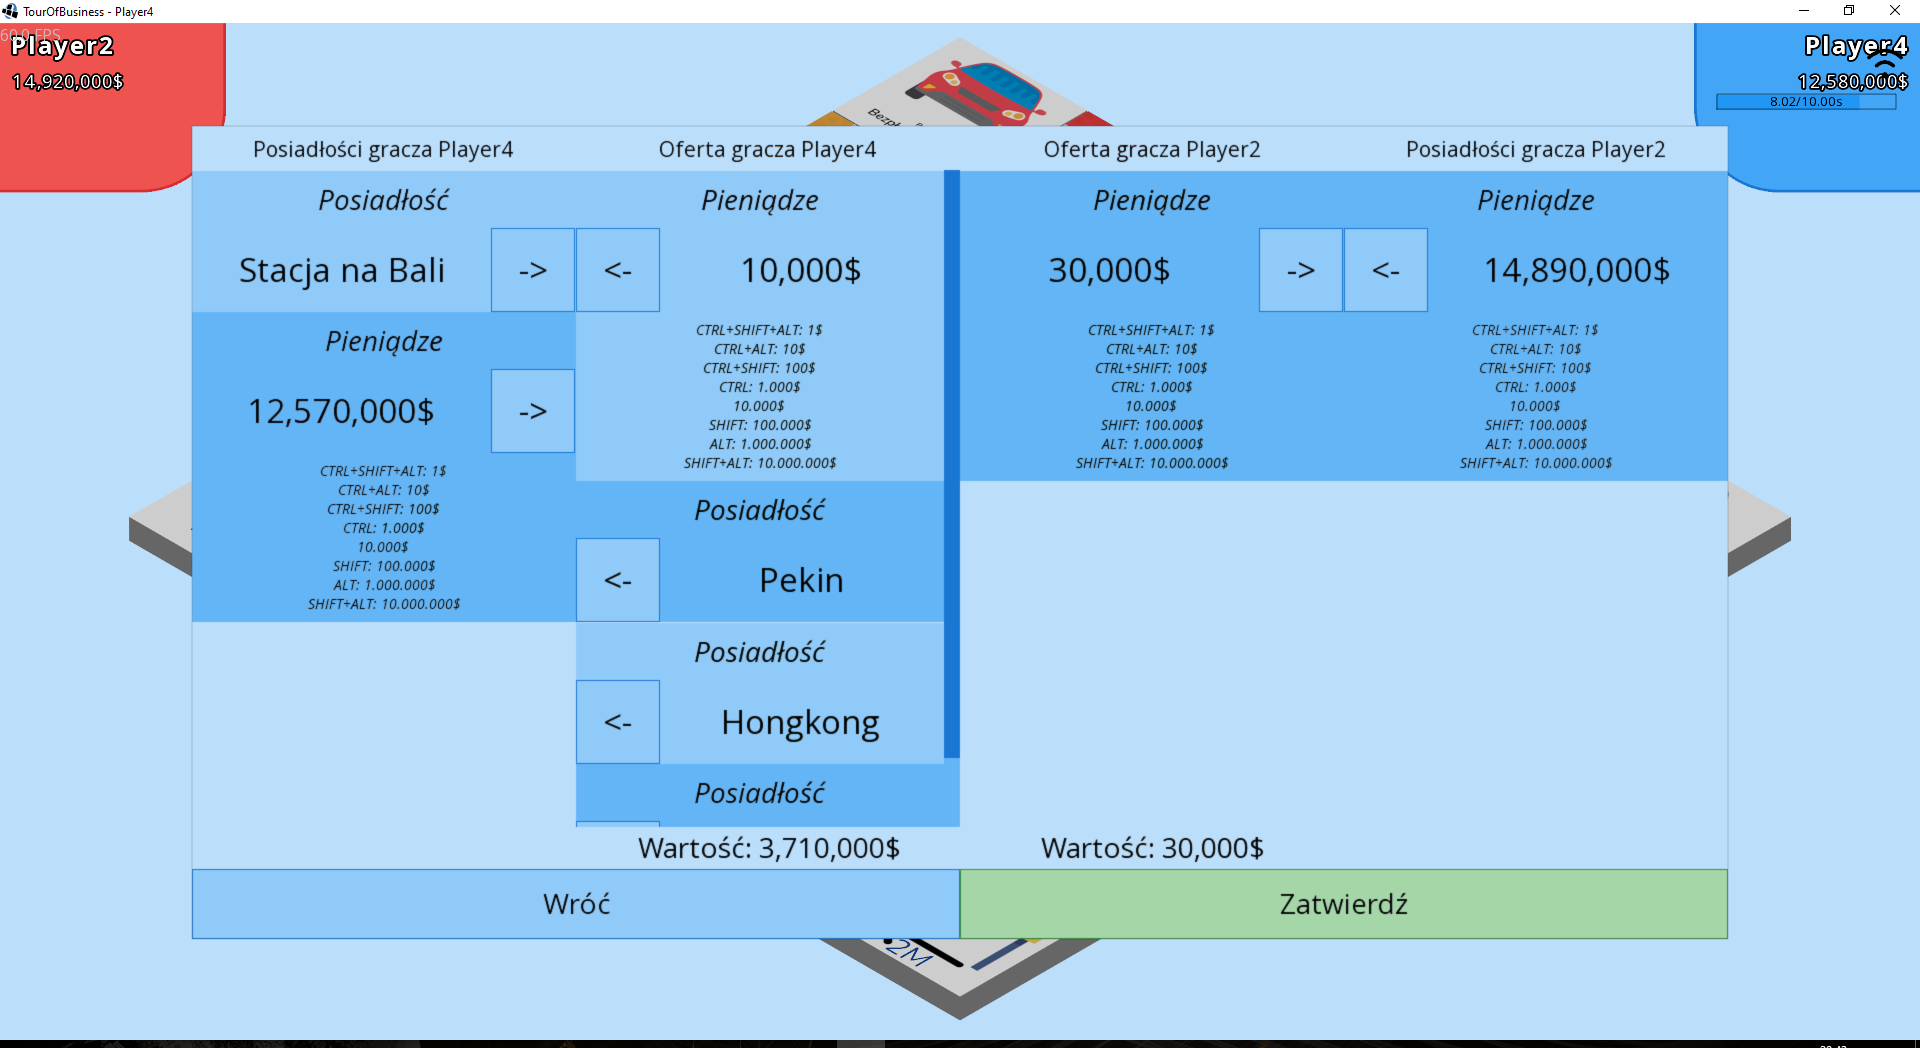 TourOfBusiness - Player4
60.0 FPS
Player2
14,920,000$
Player4
12,580,000$
8.02/10.00s
Posiadłości gracza Player4
Oferta gracza Player4
Oferta gracza Player2
Posiadłości gracza Player2
Posiadłość
Stacja na Bali
->
Pieniądze
12,570,000$
->
CTRL+SHIFT+ALT: 1$
CTRL+ALT: 10$
CTRL+SHIFT: 100$
CTRL: 1.000$
10.000$
SHIFT: 100.000$
ALT: 1.000.000$
SHIFT+ALT: 10.000.000$
Pieniądze
<-
10,000$
CTRL+SHIFT+ALT: 1$
CTRL+ALT: 10$
CTRL+SHIFT: 100$
CTRL: 1.000$
10.000$
SHIFT: 100.000$
ALT: 1.000.000$
SHIFT+ALT: 10.000.000$
Posiadłość
<-
Pekin
Posiadłość
<-
Hongkong
Posiadłość
Pieniądze
30,000$
->
CTRL+SHIFT+ALT: 1$
CTRL+ALT: 10$
CTRL+SHIFT: 100$
CTRL: 1.000$
10.000$
SHIFT: 100.000$
ALT: 1.000.000$
SHIFT+ALT: 10.000.000$
Pieniądze
<-
14,890,000$
CTRL+SHIFT+ALT: 1$
CTRL+ALT: 10$
CTRL+SHIFT: 100$
CTRL: 1.000$
10.000$
SHIFT: 100.000$
ALT: 1.000.000$
SHIFT+ALT: 10.000.000$
Wartość: 3,710,000$
Wartość: 30,000$
Wróć
Zatwierdź
2M